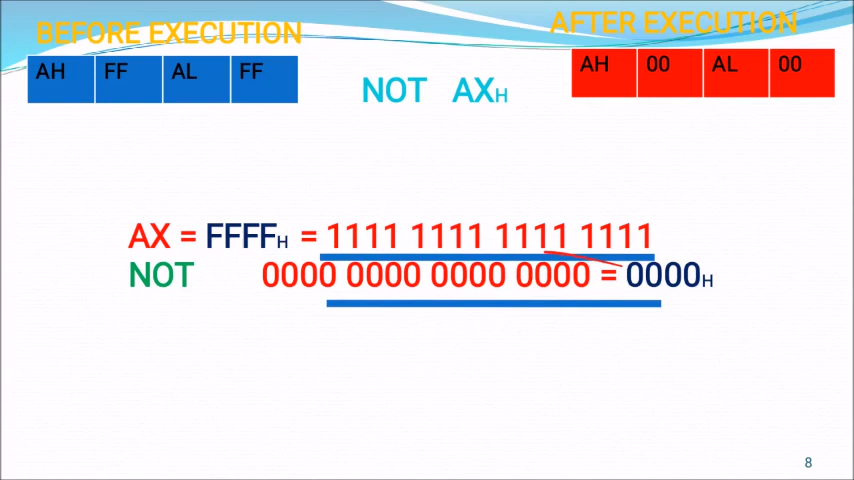 BEFORE EXECUTION
AFTER EXECUTION
AH FF AL FF
NOT AXH
AH 00 AL 00
AX = FFFFH = 1111 1111 1111 1111
NOT 0000 0000 0000 0000 = 0000H
8